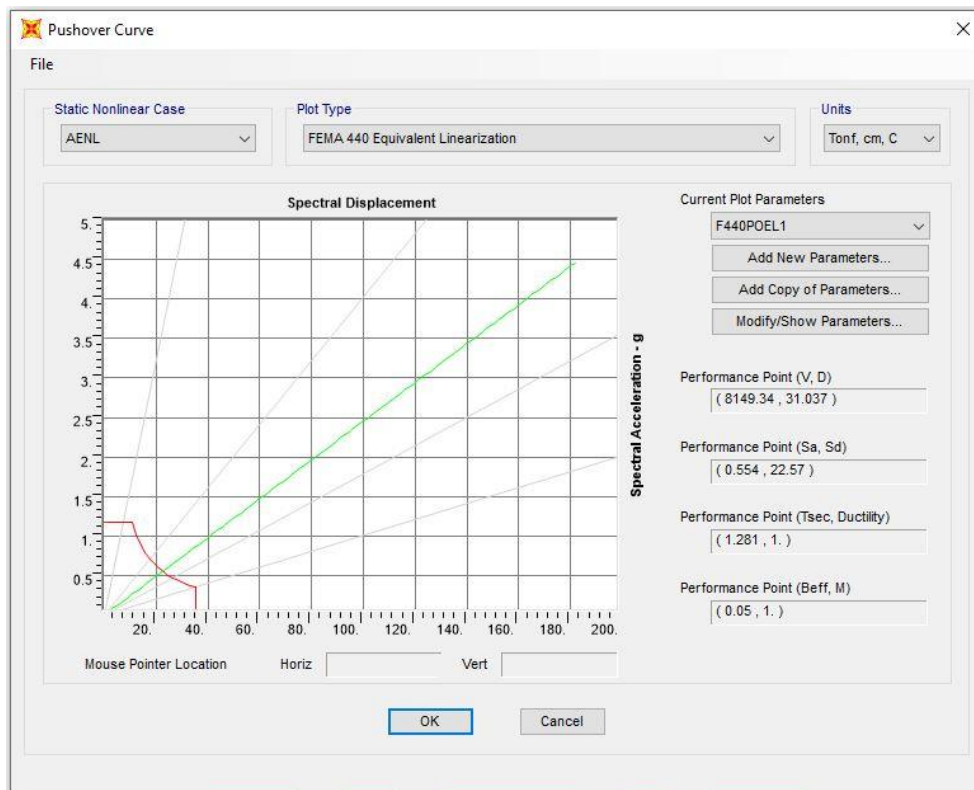 Pushover Curve
File
Static Nonlinear Case
AENL
Plot Type
FEMA 440 Equivalent Linearization
Units
Tonf, cm, C
Spectral Displacement
5.
4.5
4.
3.5
3.
2.5
2.
1.5
1.
0.5
20. 40. 60. 80. 100. 120. 140. 160. 180. 200.
Spectral Acceleration - g
Mouse Pointer Location Horiz Vert
Current Plot Parameters
F440POEL1
Add New Parameters...
Add Copy of Parameters...
Modify/Show Parameters...
Performance Point (V, D)
( 8149.34 , 31.037 )
Performance Point (Sa, Sd)
( 0.554 , 22.57 )
Performance Point (Tsec, Ductility)
( 1.281 , 1. )
Performance Point (Beff, M)
( 0.05 , 1. )
OK Cancel